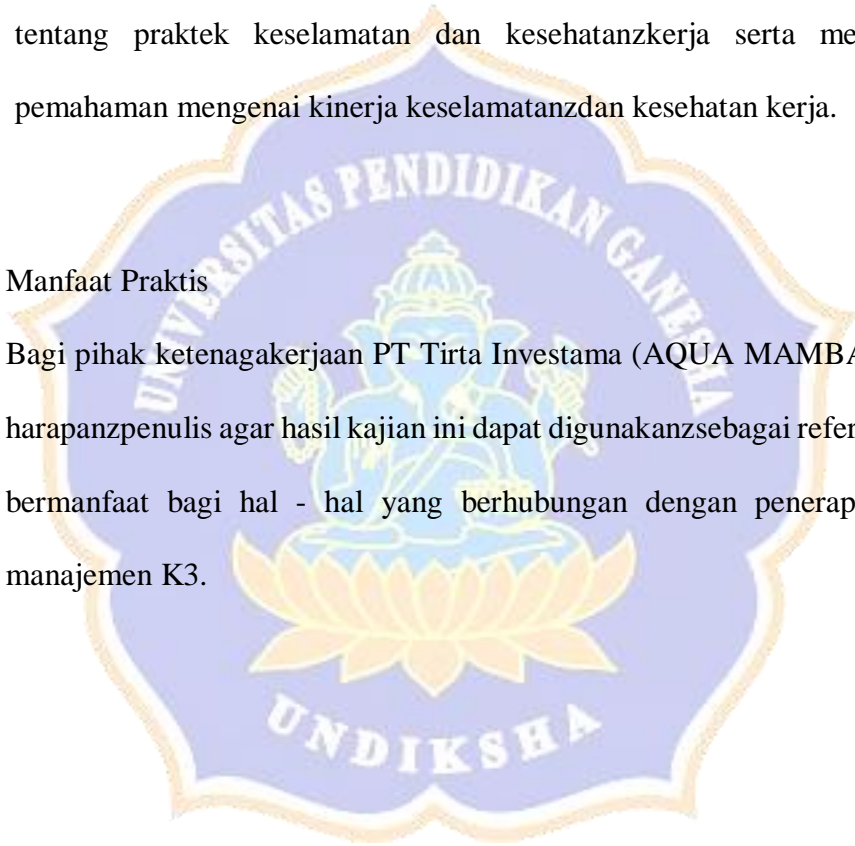 tentang praktek keselamatan dan kesehatanzkerja serta me
pemahaman mengenai kinerja keselamatanzdan kesehatan kerja.
UNIVERSITAS PENDIDIKAN GANESHA
Manfaat Praktis
Bagi pihak ketenagakerjaan PT Tirta Investama (AQUA MAMBA
harapanzpenulis agar hasil kajian ini dapat digunakanzsebagai refer
bermanfaat bagi hal - hal yang berhubungan dengan penerap
manajemen K3.
UNDIKSHA